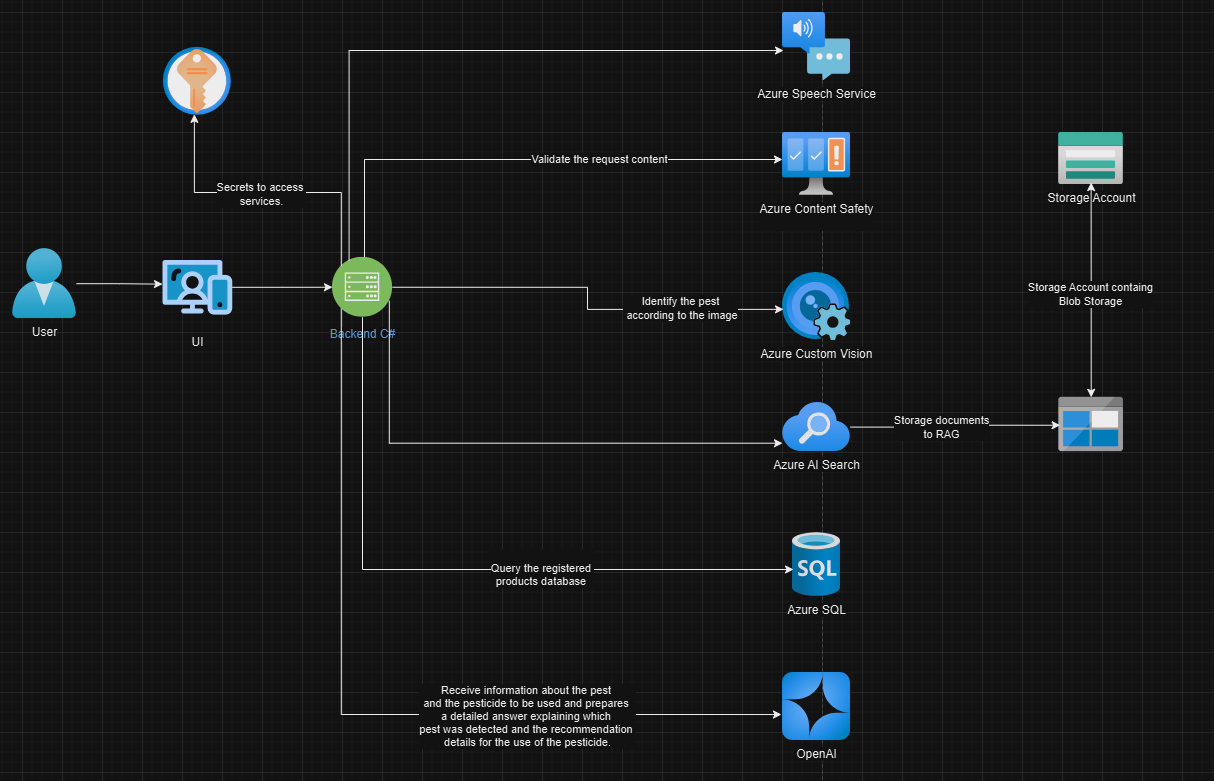 Azure Speech Service
Validate the request content
Azure Content Safety
Storage Account
Secrets to access
services.
User
UI
Backend C#
Identify the pest
according to the image
Azure Custom Vision
Storage Account containg
Blob Storage
Storage documents
to RAG
Azure AI Search
Query the registered
products database
SQL
Azure SQL
Receive information about the pest
and the pesticide to be used and prepares
a detailed answer explaining which
pest was detected and the recommendation
details for the use of the pesticide.
OpenAI